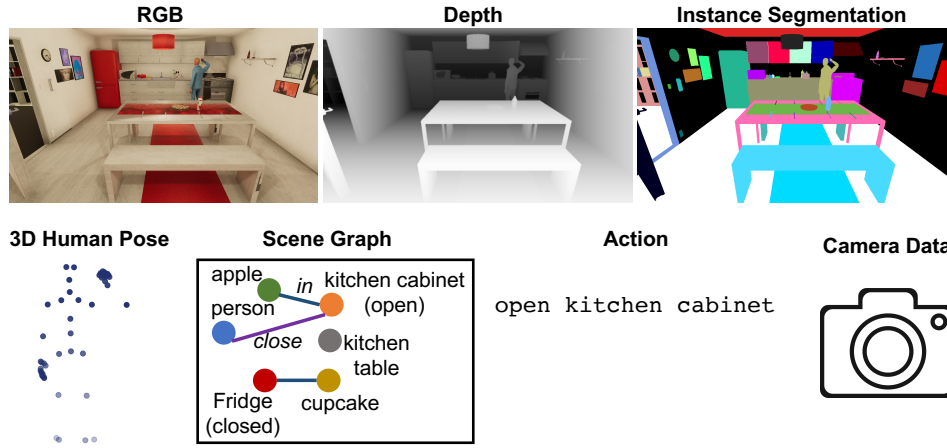 RGB
Depth
Instance Segmentation
3D Human Pose
Scene Graph
Action
Camera Data
apple
in
kitchen cabinet
(open)
person
close
kitchen
table
Fridge
(closed)
cupcake
open kitchen cabinet